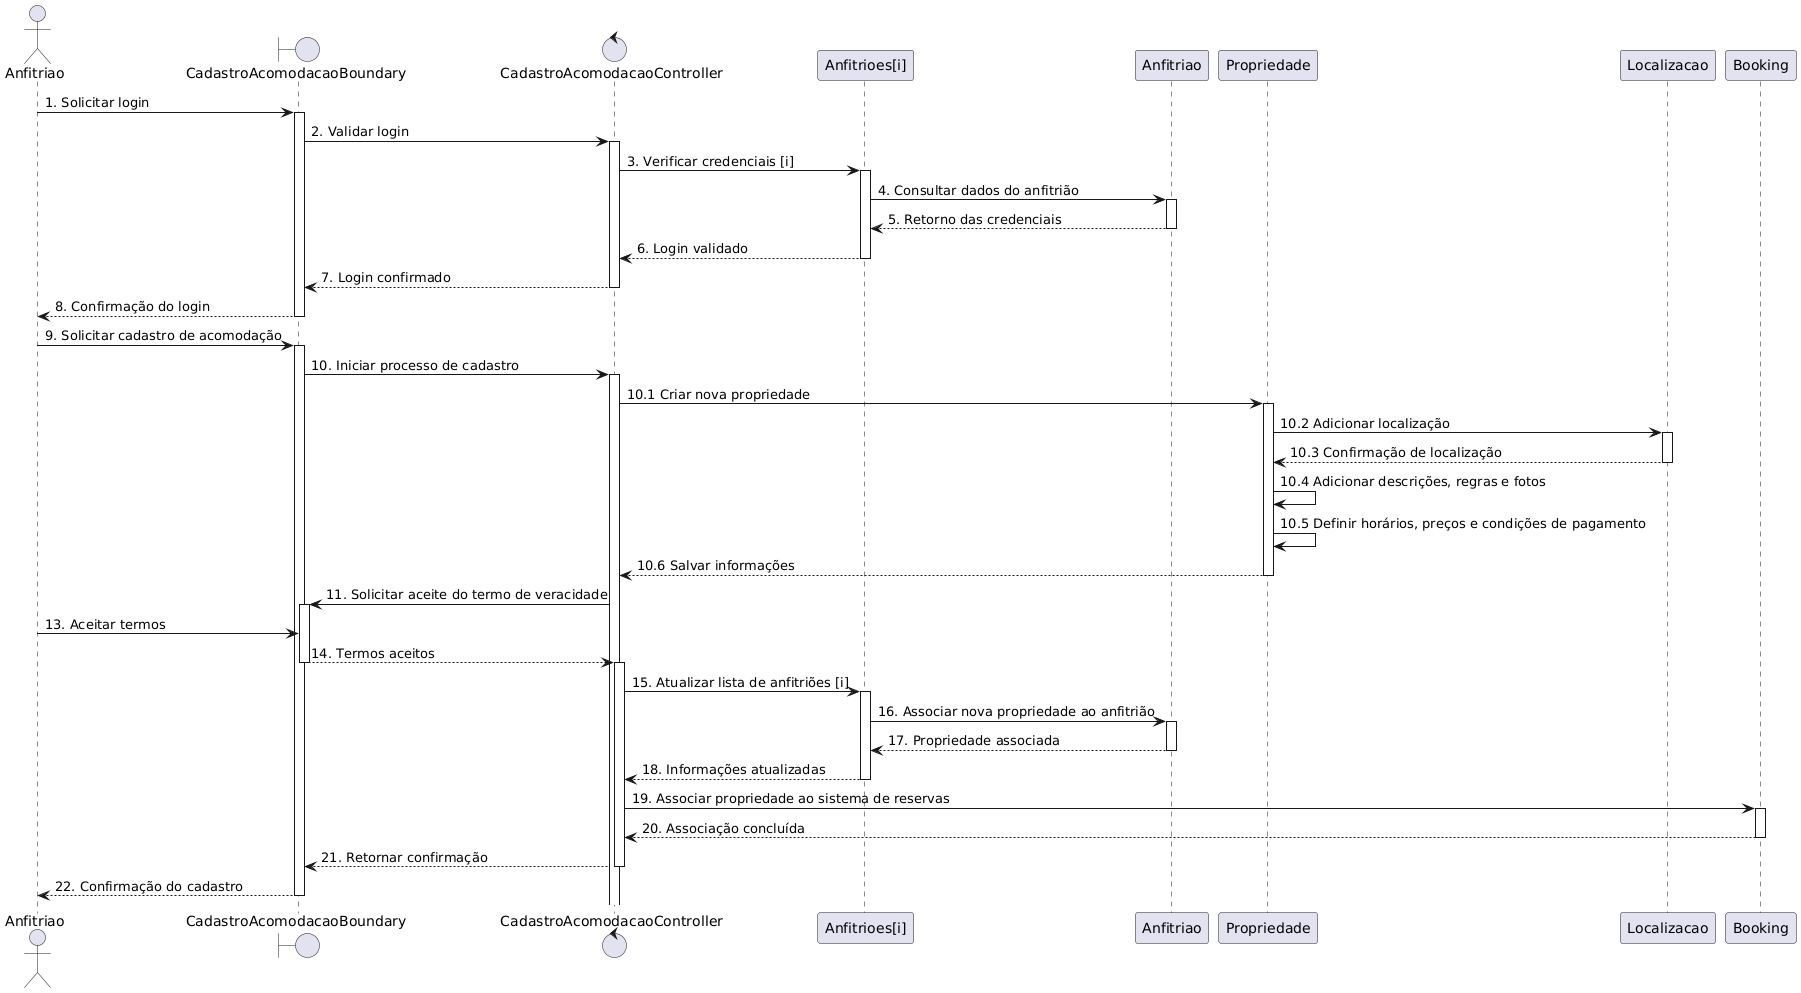 Anfitriao
CadastroAcomodacaoBoundary
CadastroAcomodacaoController
Anfitrioes[i]
Anfitriao
Propriedade
Localizacao
Booking
1. Solicitar login
2. Validar login
3. Verificar credenciais [i]
4. Consultar dados do anfitrião
5. Retorno das credenciais
6. Login validado
7. Login confirmado
8. Confirmação do login
9. Solicitar cadastro de acomodação
10. Iniciar processo de cadastro
10.1 Criar nova propriedade
10.2 Adicionar localização
10.3 Confirmação de localização
10.4 Adicionar descrições, regras e fotos
10.5 Definir horários, preços e condições de pagamento
10.6 Salvar informações
11. Solicitar aceite do termo de veracidade
13. Aceitar termos
14. Termos aceitos
15. Atualizar lista de anfitriões [i]
16. Associar nova propriedade ao anfitrião
17. Propriedade associada
18. Informações atualizadas
19. Associar propriedade ao sistema de reservas
20. Associação concluída
21. Retornar confirmação
22. Confirmação do cadastro
Anfitriao
CadastroAcomodacaoBoundary
CadastroAcomodacaoController
Anfitrioes[i]
Anfitriao
Propriedade
Localizacao
Booking